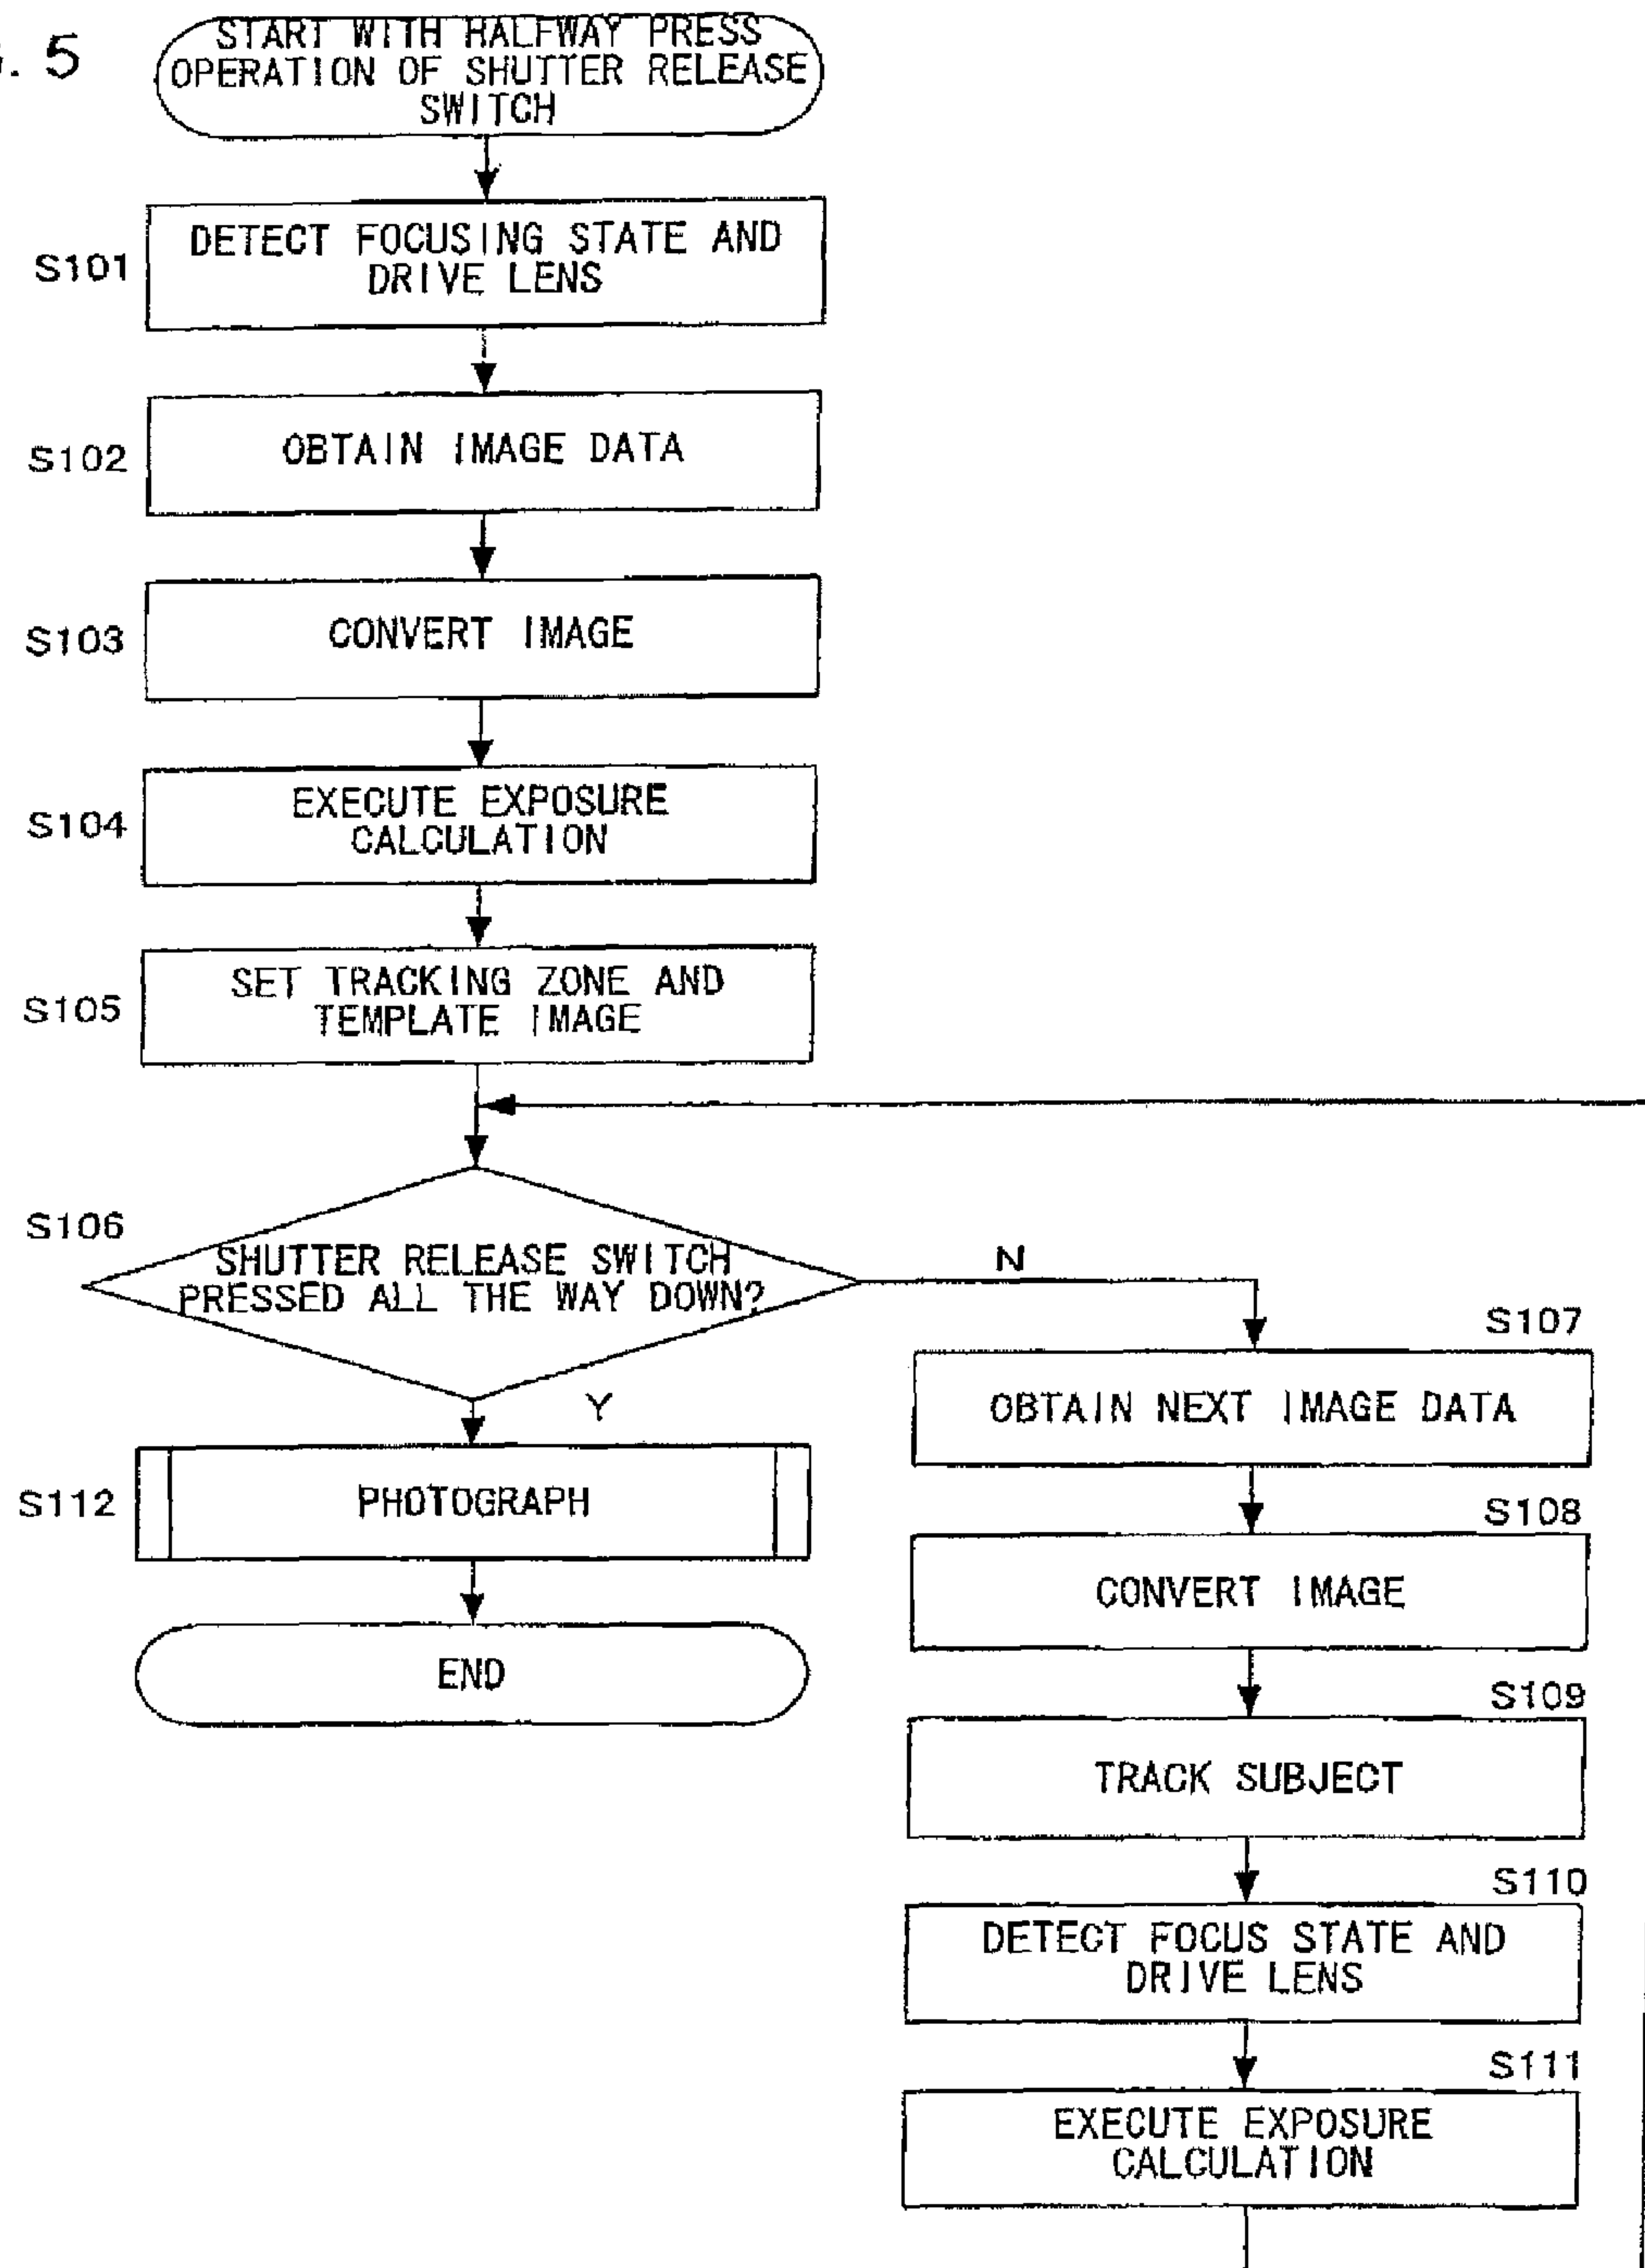 . 5
START WITH HALFWAY PRESS
OPERATION OF SHUTTER RELEASE
SWITCH
S101
DETECT FOCUSING STATE AND
DRIVE LENS
S102
OBTAIN IMAGE DATA
S103
CONVERT IMAGE
S104
EXECUTE EXPOSURE
CALCULATION
S105
SET TRACKING ZONE AND
TEMPLATE IMAGE
S106
SHUTTER RELEASE SWITCH
PRESSED ALL THE WAY DOWN?
N
Y
S112
PHOTOGRAPH
END
S107
OBTAIN NEXT IMAGE DATA
S108
CONVERT IMAGE
S109
TRACK SUBJECT
S110
DETECT FOCUS STATE AND
DRIVE LENS
S111
EXECUTE EXPOSURE
CALCULATION